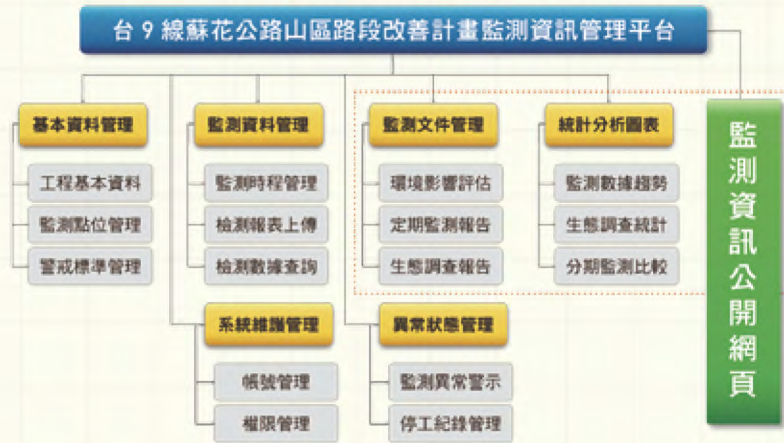 台9線蘇花公路山區路段改善計畫監測資訊管理平台
基本資料管理
工程基本資料
監測點位管理
警戒標準管理
監測資料管理
監測時程管理
檢測報表上傳
檢測數據查詢
監測文件管理
環境影響評估
定期監測報告
生態調查報告
統計分析圖表
監測數據趨勢
生態調查統計
分期監測比較
系統維護管理
帳號管理
權限管理
異常狀態管理
監測異常警示
停工紀錄管理
監測資訊公開網頁